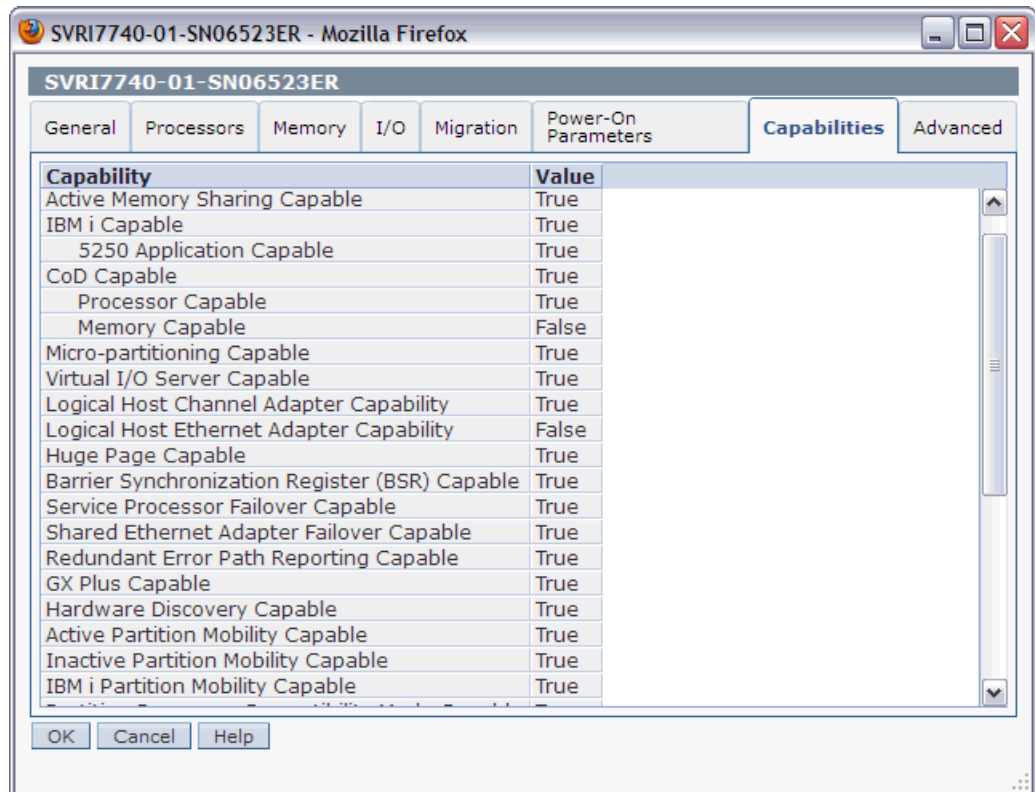 SVRI7740-01-SN06523ER - Mozilla Firefox
SVRI7740-01-SN06523ER
General Processors Memory I/O Migration Power-On Parameters Capabilities Advanced
Capability Value
Active Memory Sharing Capable True
IBM i Capable True
5250 Application Capable True
CoD Capable True
Processor Capable True
Memory Capable False
Micro-partitioning Capable True
Virtual I/O Server Capable True
Logical Host Channel Adapter Capability True
Logical Host Ethernet Adapter Capability False
Huge Page Capable True
Barrier Synchronization Register (BSR) Capable True
Service Processor Failover Capable True
Shared Ethernet Adapter Failover Capable True
Redundant Error Path Reporting Capable True
GX Plus Capable True
Hardware Discovery Capable True
Active Partition Mobility Capable True
Inactive Partition Mobility Capable True
IBM i Partition Mobility Capable True
OK Cancel Help